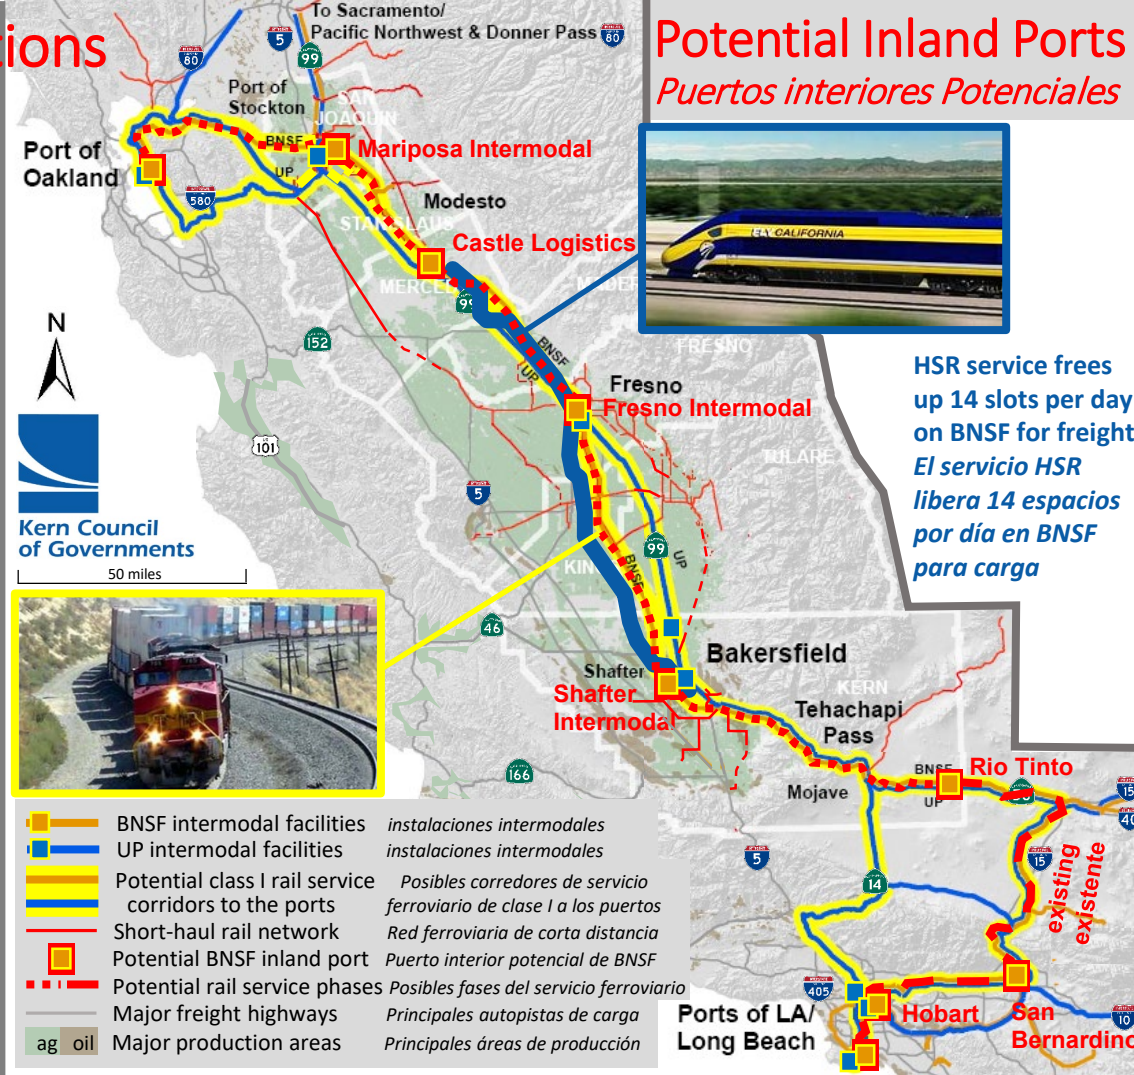 tions
Potential Inland Ports
Puertos interiores Potenciales
To Sacramento/
Pacific Northwest & Donner Pass
80
5
99
80
Port of
Stockton
SAN
JOAQUIN
BNSF
Mariposa Intermodal
Port of
Oakland
UP
580
Modesto
STANISLAUS
Castle Logistics
MERCED
99
CALIFORNIA
N
152
BNSF
UP
FRESNO
Fresno
Fresno Intermodal
HSR service frees
up 14 slots per day
on BNSF for freight
El servicio HSR
libera 14 espacios
por día en BNSF
para carga
101
TULARE
5
Kern Council
of Governments
50 miles
99
UP
BNSF
KIN
46
Bakersfield
Shafter
KERN
Shafter
Intermodal
Tehachapi
Pass
166
Mojave
BNSF
UP
Rio Tinto
15
40
BNSF intermodal facilities instalaciones intermodales
UP intermodal facilities instalaciones intermodales
Potential class I rail service Posibles corredores de servicio
corridors to the ports ferroviario de clase I a los puertos
Short-haul rail network Red ferroviaria de corta distancia
Potential BNSF inland port Puerto interior potencial de BNSF
Potential rail service phases Posibles fases del servicio ferroviario
Major freight highways Principales autopistas de carga
ag oil Major production areas Principales áreas de producción
5
14
15
existing
existente
405
Ports of LA/
Long Beach
Hobart
San
Bernardino
10